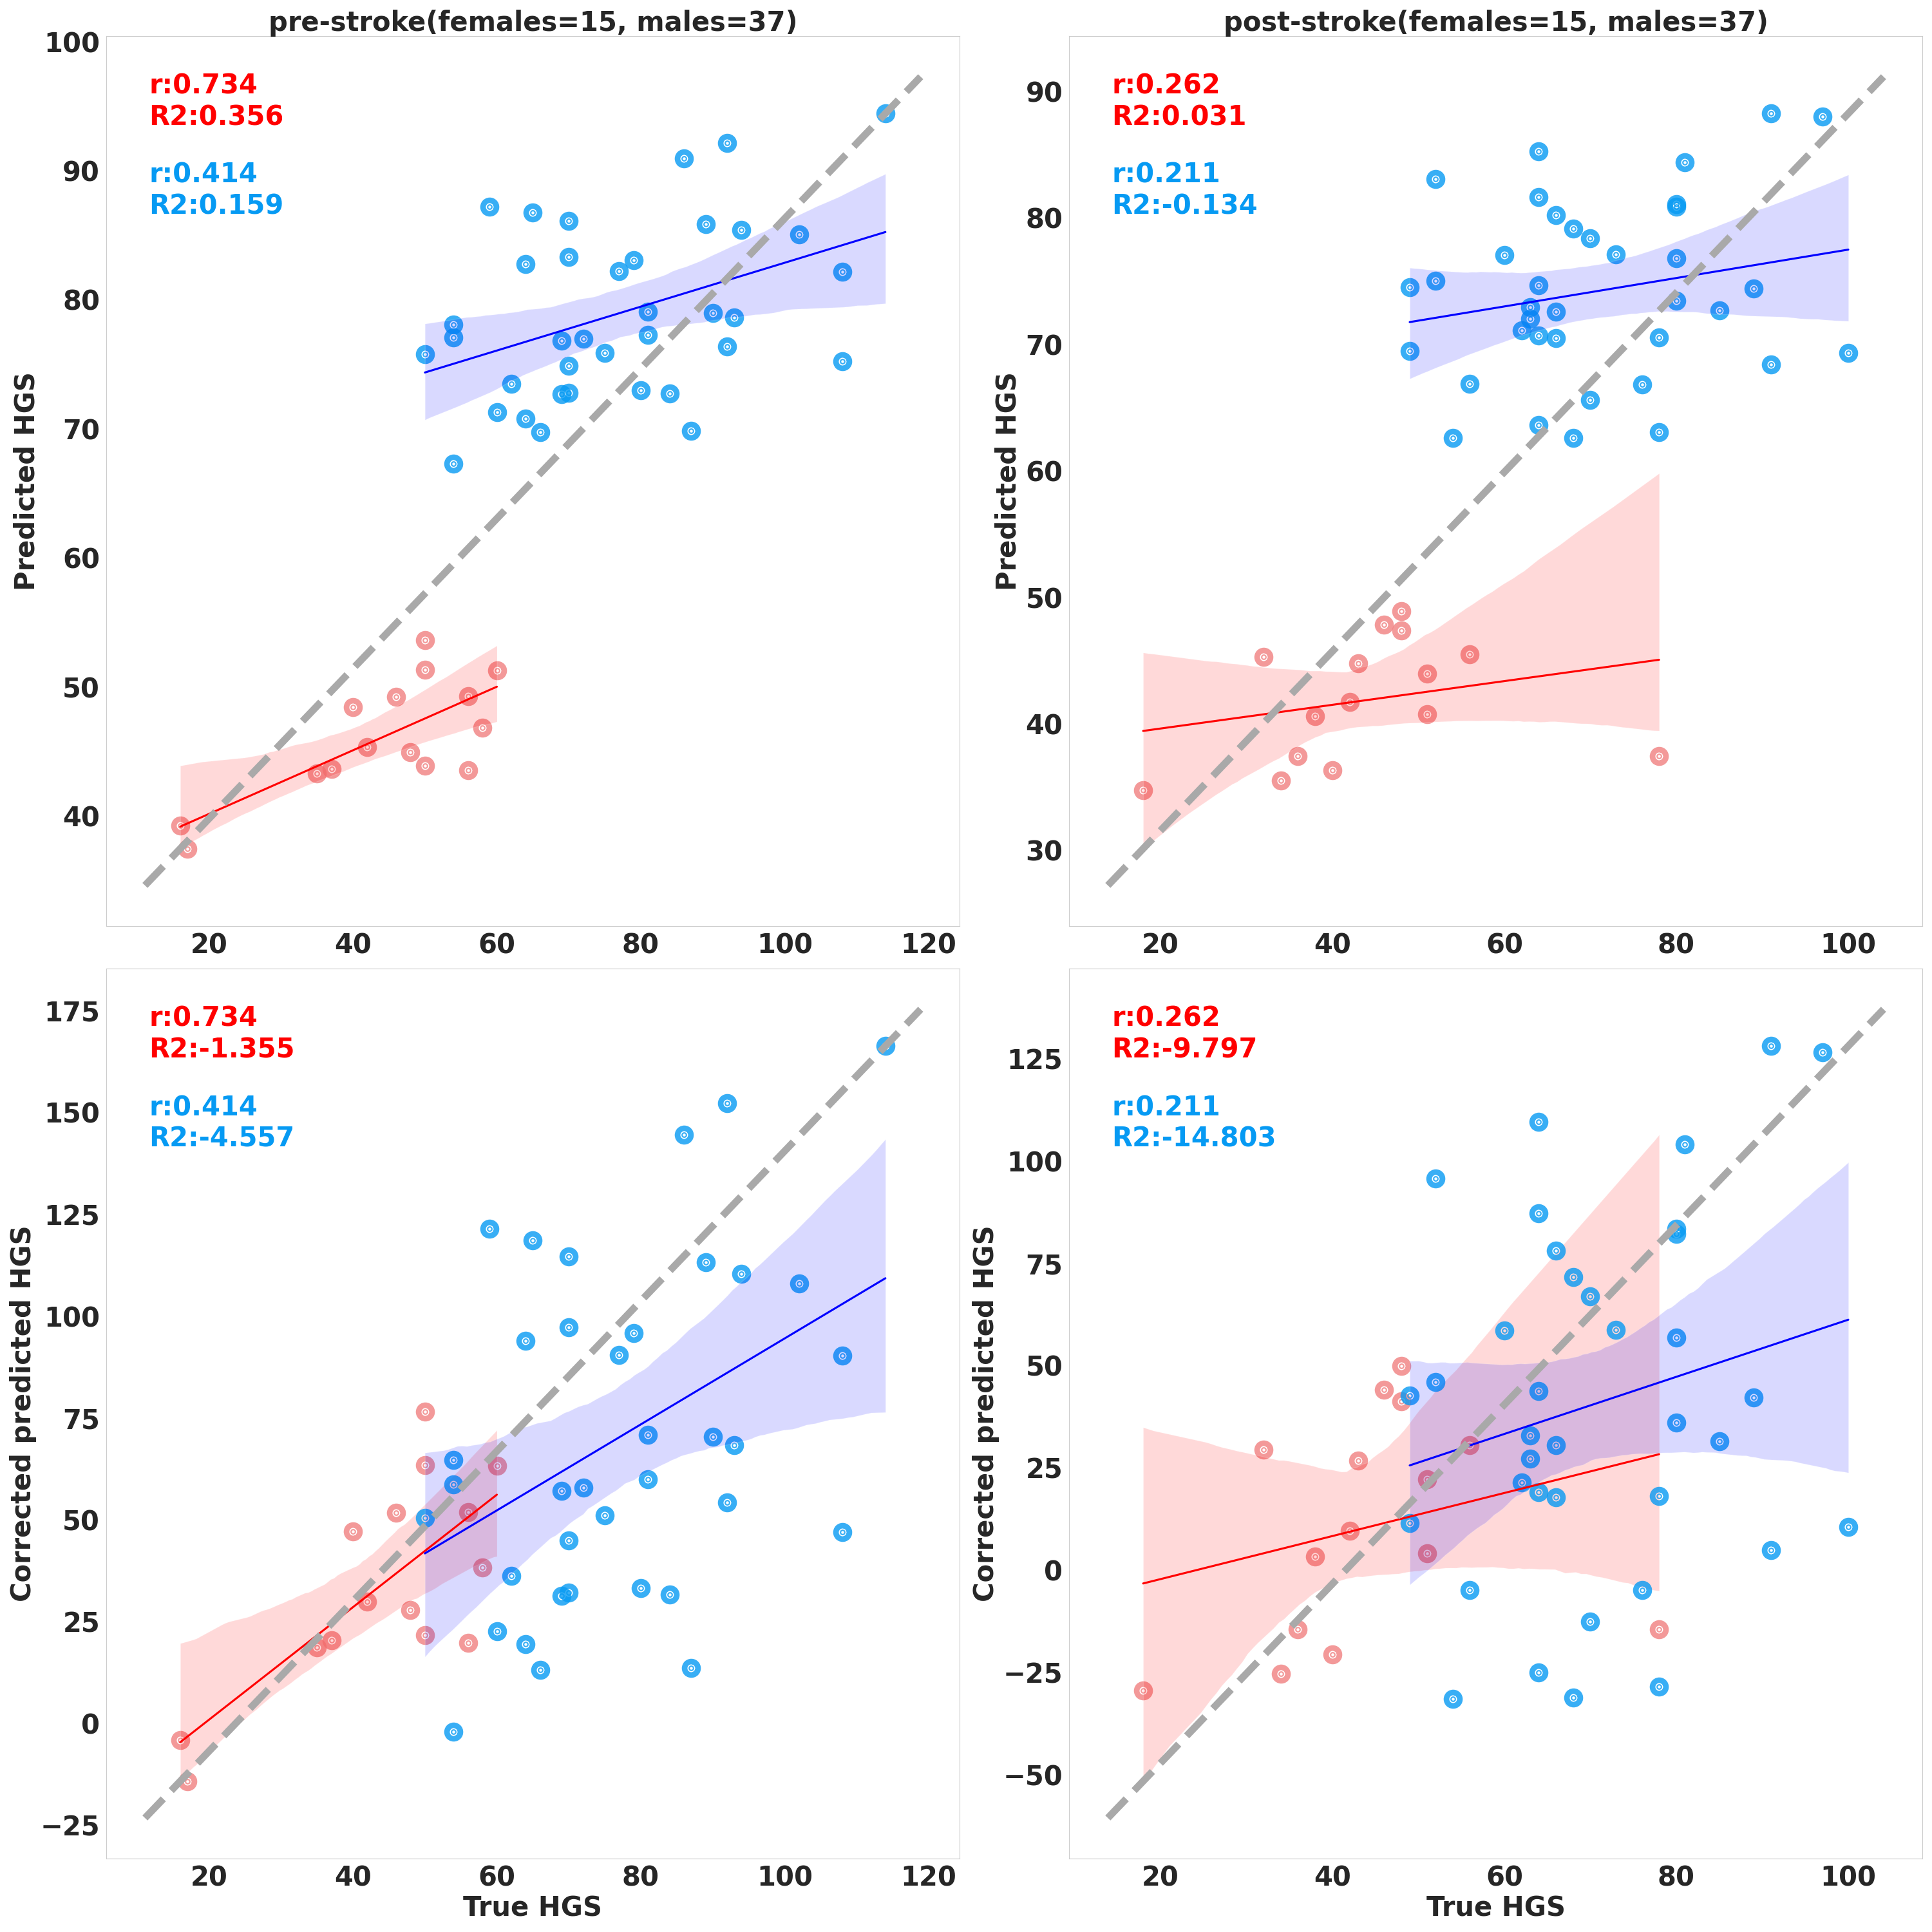 pre-stroke(females=15, males=37)
100
90
80
70
60
50
40
r:0.734
R2:0.356
r:0.414
R2:0.159
Predicted HGS
20 40 60 80 100 120
post-stroke(females=15, males=37)
90
80
70
60
50
40
30
r:0.262
R2:0.031
r:0.211
R2:-0.134
Predicted HGS
20 40 60 80 100
175
150
125
100
75
50
25
0
−25
r:0.734
R2:-1.355
r:0.414
R2:-4.557
Corrected predicted HGS
20 40 60 80 100 120
True HGS
125
100
75
50
25
0
−25
−50
r:0.262
R2:-9.797
r:0.211
R2:-14.803
Corrected predicted HGS
20 40 60 80 100
True HGS